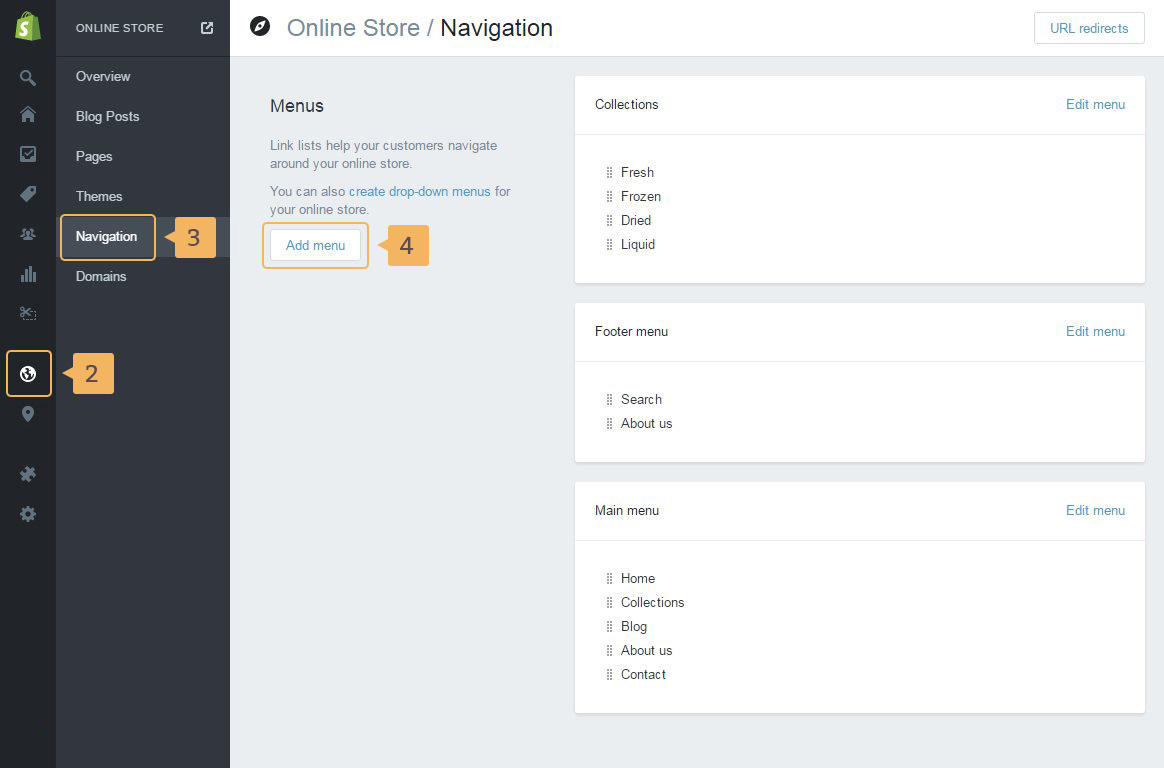 ONLINE STORE
Overview
Blog Posts
Pages
Themes
Navigation
3
Domains
2
Online Store / Navigation
URL redirects
Menus
Link lists help your customers navigate
around your online store.
You can also create drop-down menus for
your online store.
Add menu
4
Collections
Edit menu
Fresh
Frozen
Dried
Liquid
Footer menu
Edit menu
Search
About us
Main menu
Edit menu
Home
Collections
Blog
About us
Contact